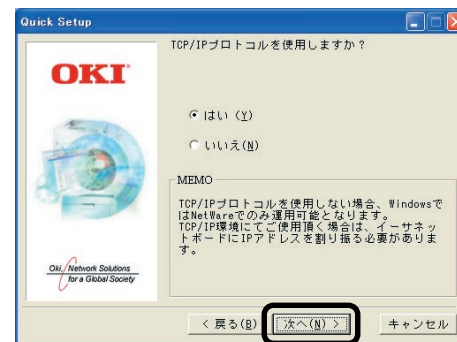 Quick Setup
TCP/IPプロトコルを使用しますか？
OKI
はい (Y)
いいえ(N)
MEMO
TCP/IPプロトコルを使用しない場合、Windowsで
はNetWareでのみ運用可能となります。
TCP/IP環境にてご使用頂く場合は、イーサネッ
トボードにIPアドレスを割り振る必要がありま
す。
Oki, Network Solutions
for a Global Society
< 戻る(B)
次へ(N) >
キャンセル